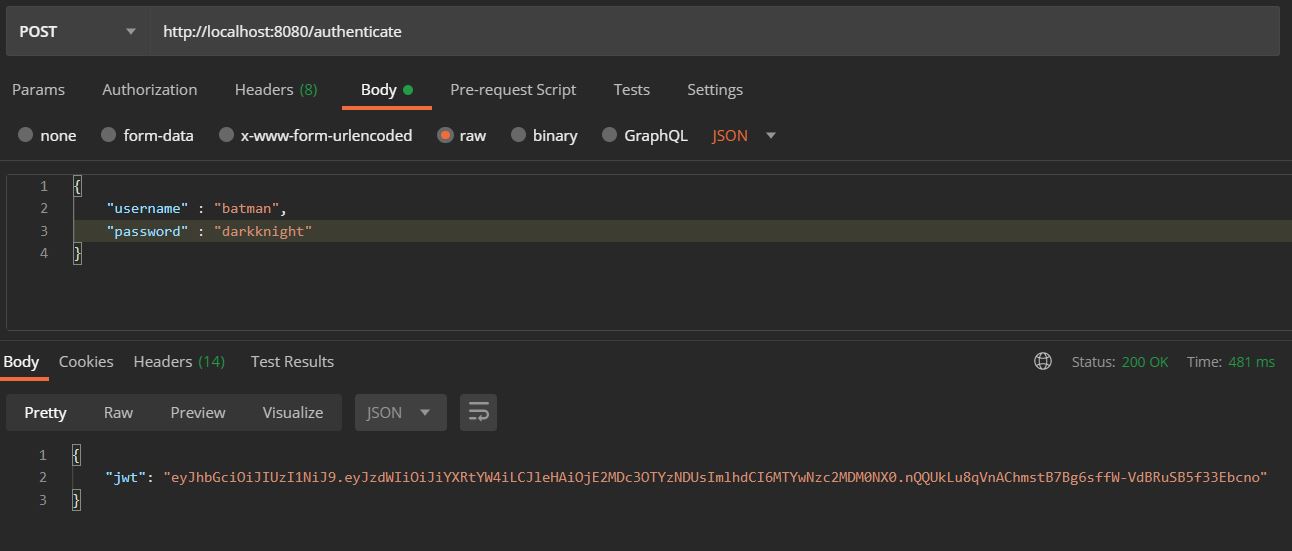 POST http://localhost:8080/authenticate
Params Authorization Headers (8) Body Pre-request Script Tests Settings
none form-data x-www-form-urlencoded raw binary GraphQL JSON
1 {
2 "username" : "batman",
3 "password" : "darkknight"
4 }
Body Cookies Headers (14) Test Results Status: 200 OK Time: 481 ms
Pretty Raw Preview Visualize JSON
1 {
2 "jwt": "eyJhbGciOiJIUzI1NiJ9.eyJzdWIiOiJiYXRtYW4iLCJleHAiOjE2MDc3OTYzNDUsImlhdCI6MTYwNzc2MDM0NX0.nQQUkLu8qVnAChmstB7Bg6sffW-VdBRuSB5f33Ebcno"
3 }